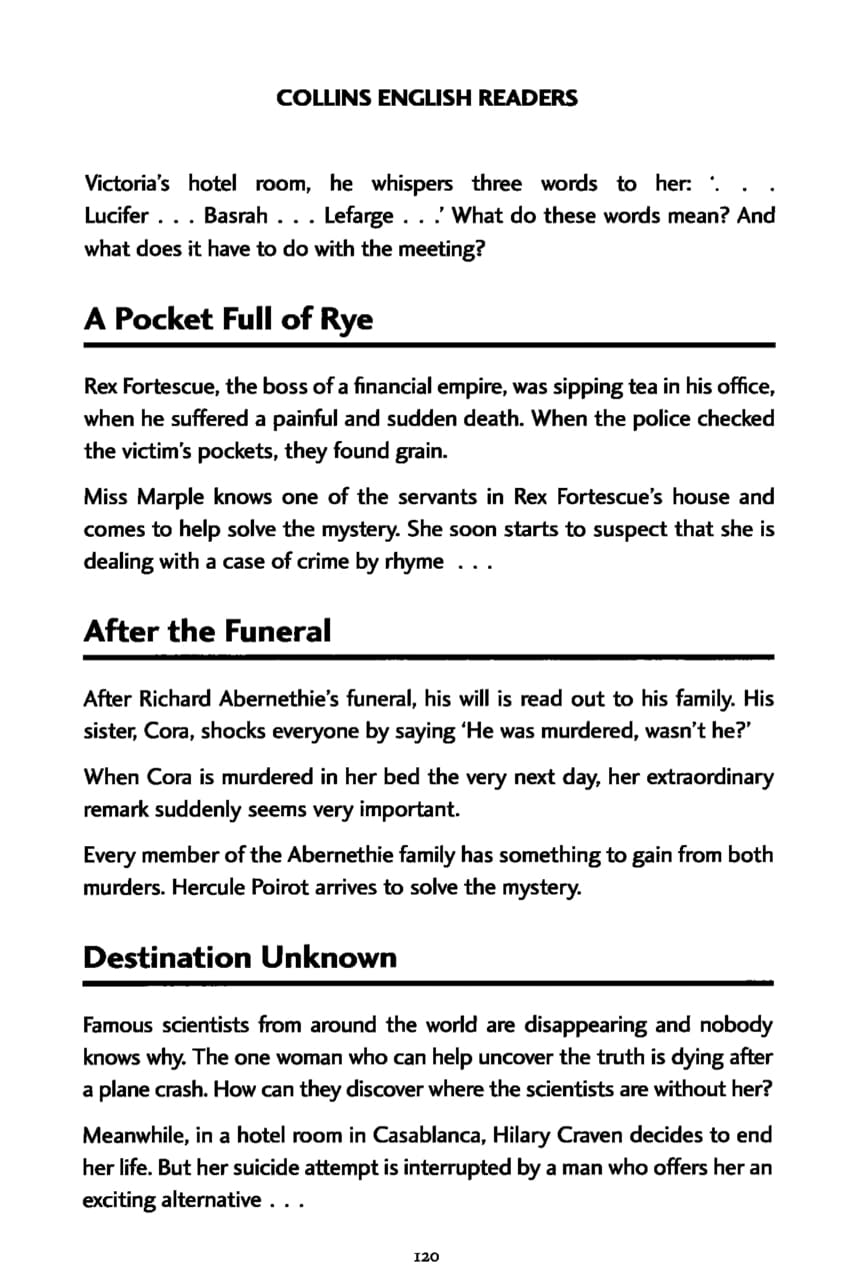 COLLINS ENGLISH READERS
Victoria’s hotel room, he whispers three words to her: ‘. . .
Lucifer . . . Basrah . . . Lefarge . . .’ What do these words mean? And
what does it have to do with the meeting?
A Pocket Full of Rye
Rex Fortescue, the boss of a financial empire, was sipping tea in his office,
when he suffered a painful and sudden death. When the police checked
the victim’s pockets, they found grain.
Miss Marple knows one of the servants in Rex Fortescue’s house and
comes to help solve the mystery. She soon starts to suspect that she is
dealing with a case of crime by rhyme . . .
After the Funeral
After Richard Abernethie’s funeral, his will is read out to his family. His
sister, Cora, shocks everyone by saying ‘He was murdered, wasn’t he?’
When Cora is murdered in her bed the very next day, her extraordinary
remark suddenly seems very important.
Every member of the Abernethie family has something to gain from both
murders. Hercule Poirot arrives to solve the mystery.
Destination Unknown
Famous scientists from around the world are disappearing and nobody
knows why. The one woman who can help uncover the truth is dying after
a plane crash. How can they discover where the scientists are without her?
Meanwhile, in a hotel room in Casablanca, Hilary Craven decides to end
her life. But her suicide attempt is interrupted by a man who offers her an
exciting alternative . . .
120